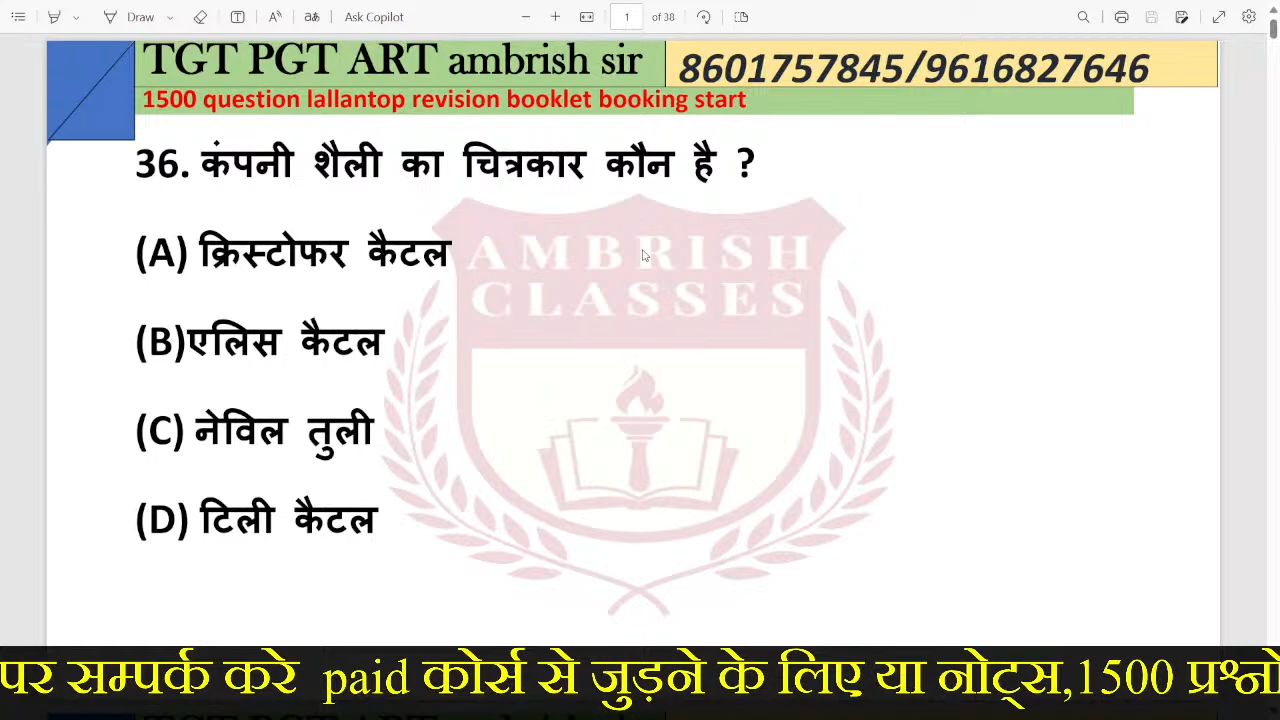 Draw
Ask Copilot
1 of 38
TGT PGT ART ambrish sir
8601757845/9616827646
1500 question lallantop revision booklet booking start
36. कंपनी शैली का चित्रकार कौन है ?
AMBRISH
CLASSES
(A) क्रिस्टोफर कैटल
(B)एलिस कैटल
(C) नेविल तुली
(D) टिली कैटल
पर सम्पर्क करे paid कोर्स से जुड़ने के लिए या नोट्स,1500 प्रश्नो